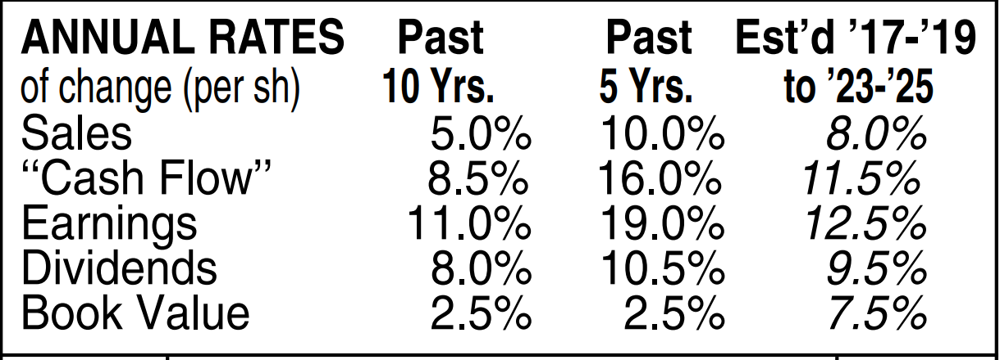 ANNUAL RATES Past Past Est’d ’17-’19
of change (per sh) 10 Yrs. 5 Yrs. to ’23-’25
Sales 5.0% 10.0% 8.0%
‘‘Cash Flow’’ 8.5% 16.0% 11.5%
Earnings 11.0% 19.0% 12.5%
Dividends 8.0% 10.5% 9.5%
Book Value 2.5% 2.5% 7.5%